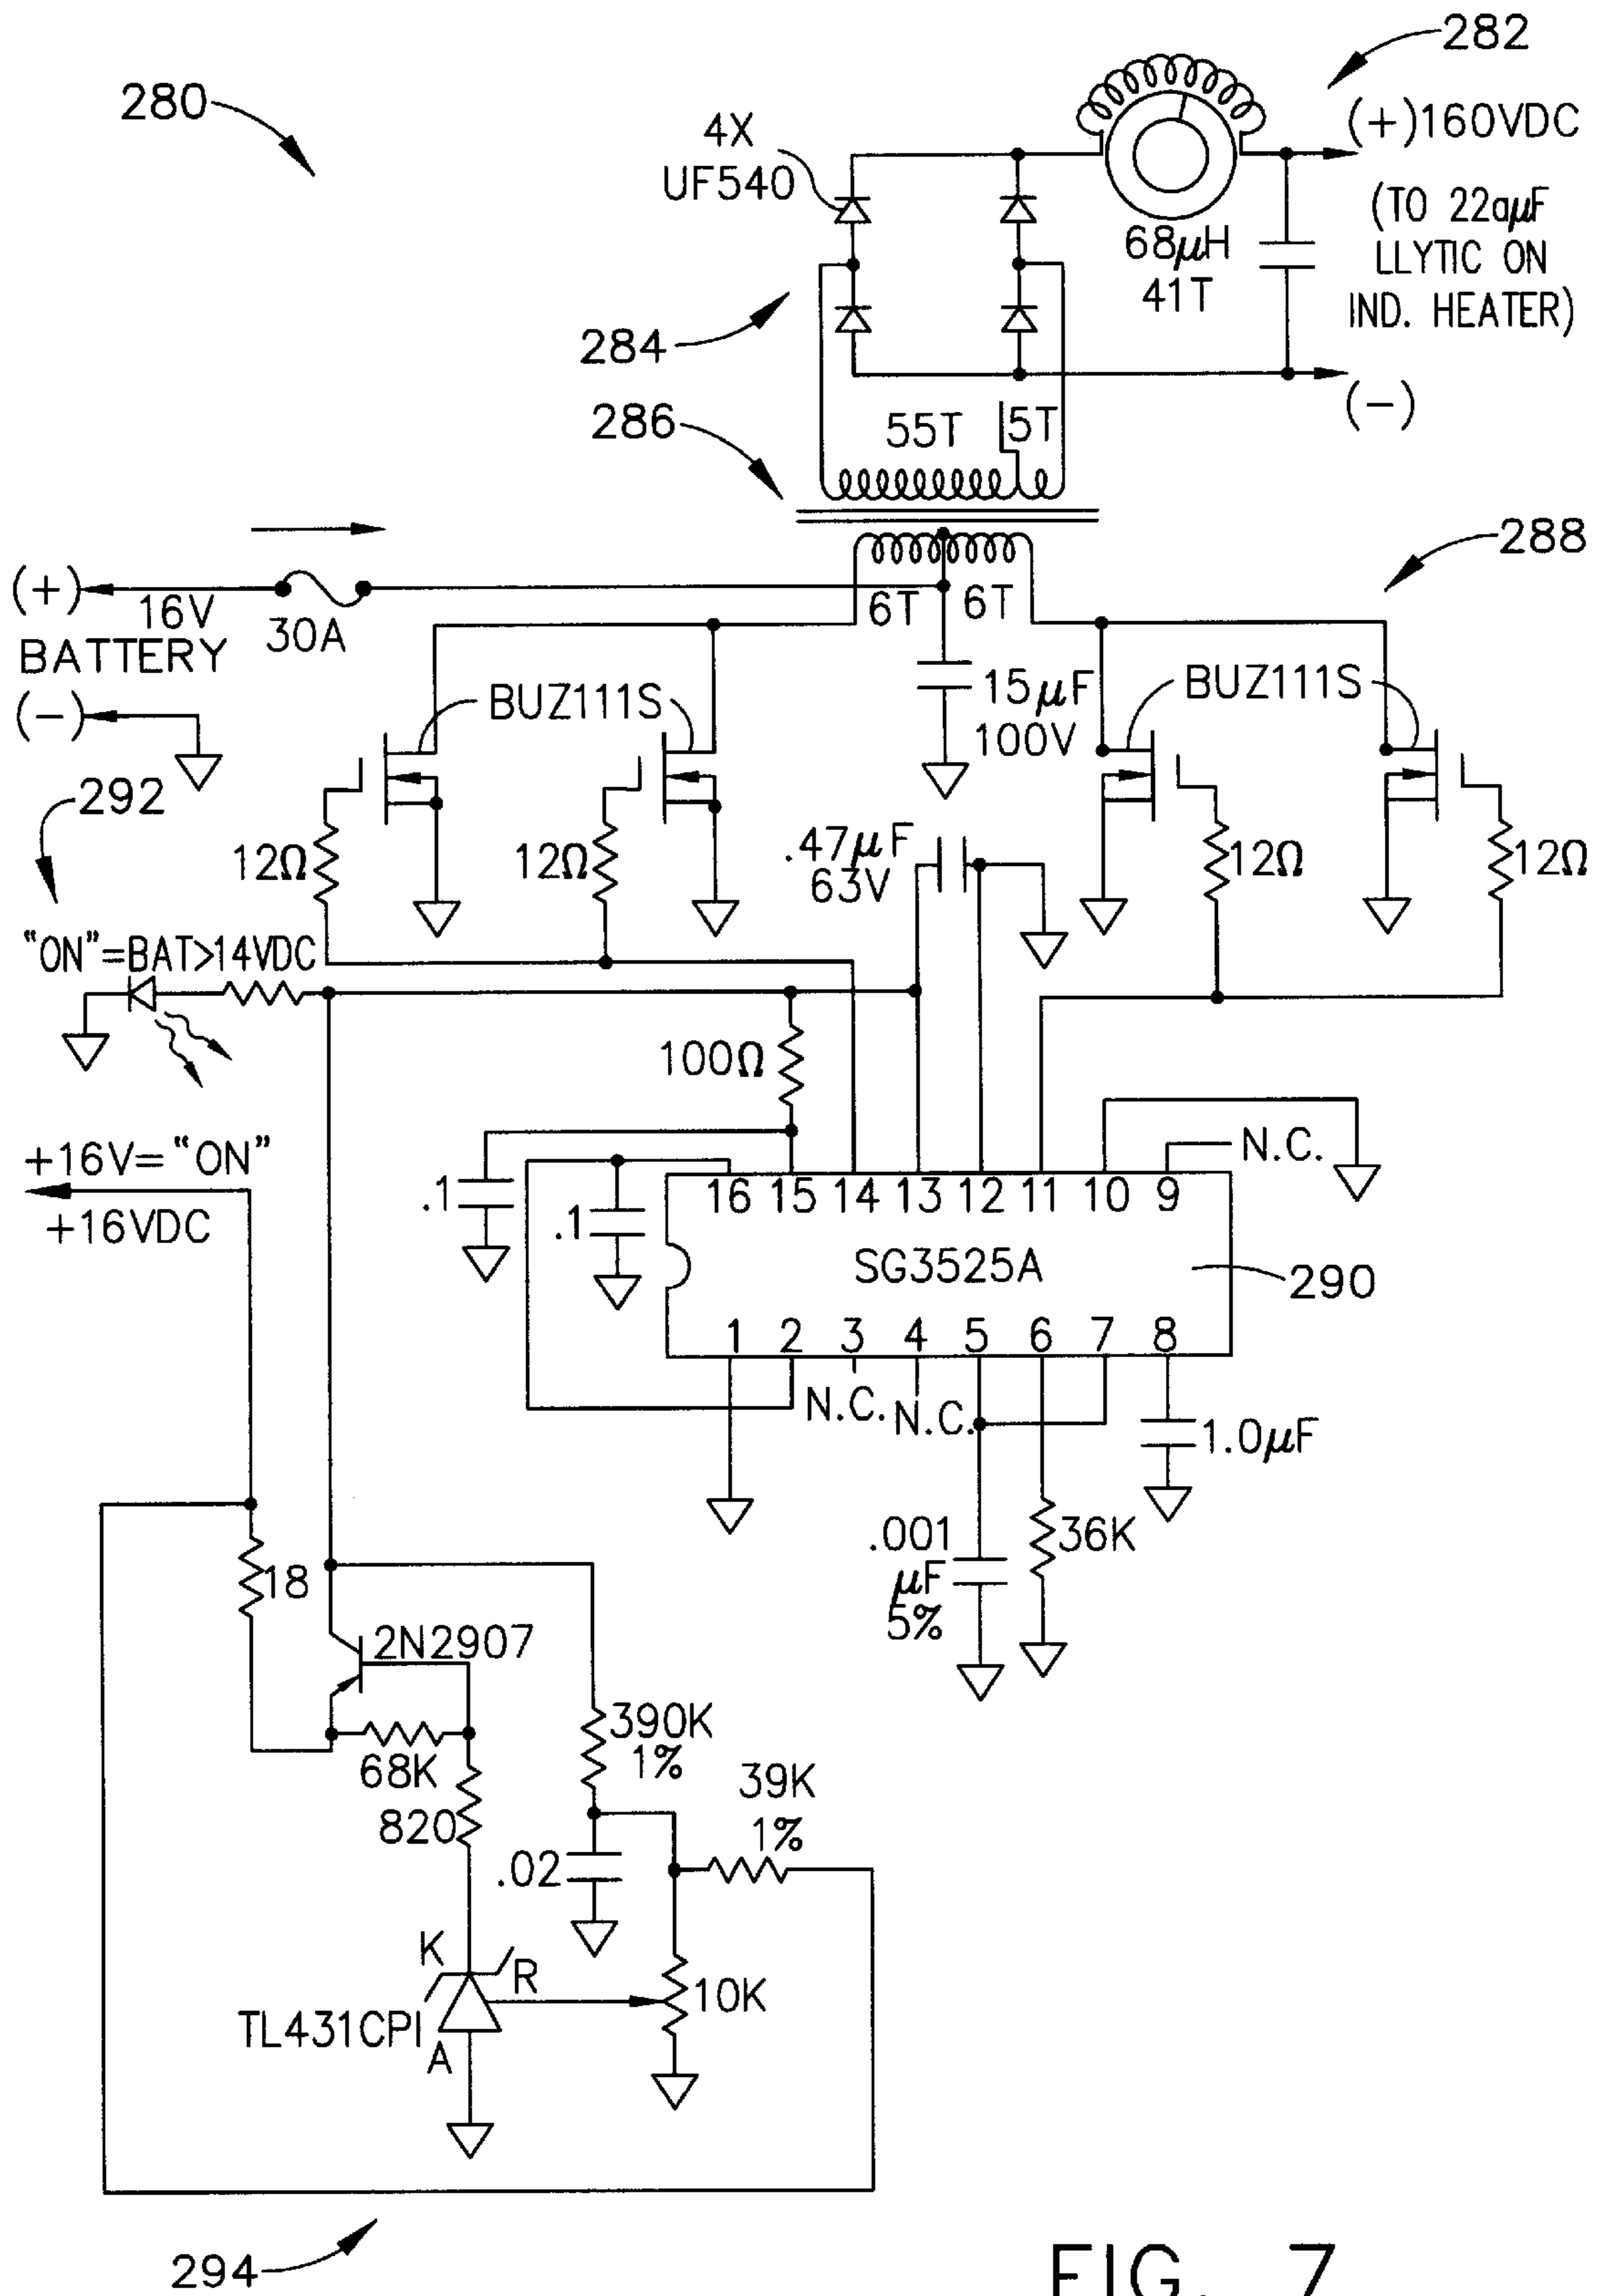 282
280
4X
UF540
(+)160VDC
(TO 22aμF
LLYTIC ON
IND. HEATER)
68μH
41T
284
(-)
286
55T
5T
288
(+)
16V
BATTERY
30A
6T
6T
(-)
BUZ111S
15μF
100V
BUZ111S
292
12Ω
12Ω
.47μF
63V
12Ω
12Ω
"ON"=BAT>14VDC
100Ω
+16V="ON"
+16VDC
N.C.
.1
.1
16 15 14 13 12 11 10 9
SG3525A
290
1 2 3 4 5 6 7 8
N.C.
N.C.
1.0μF
.001
μF
5%
36K
18
2N2907
390K
1%
68K
39K
1%
820
.02
K
R
10K
TL431CPI
A
294
FIG. 7